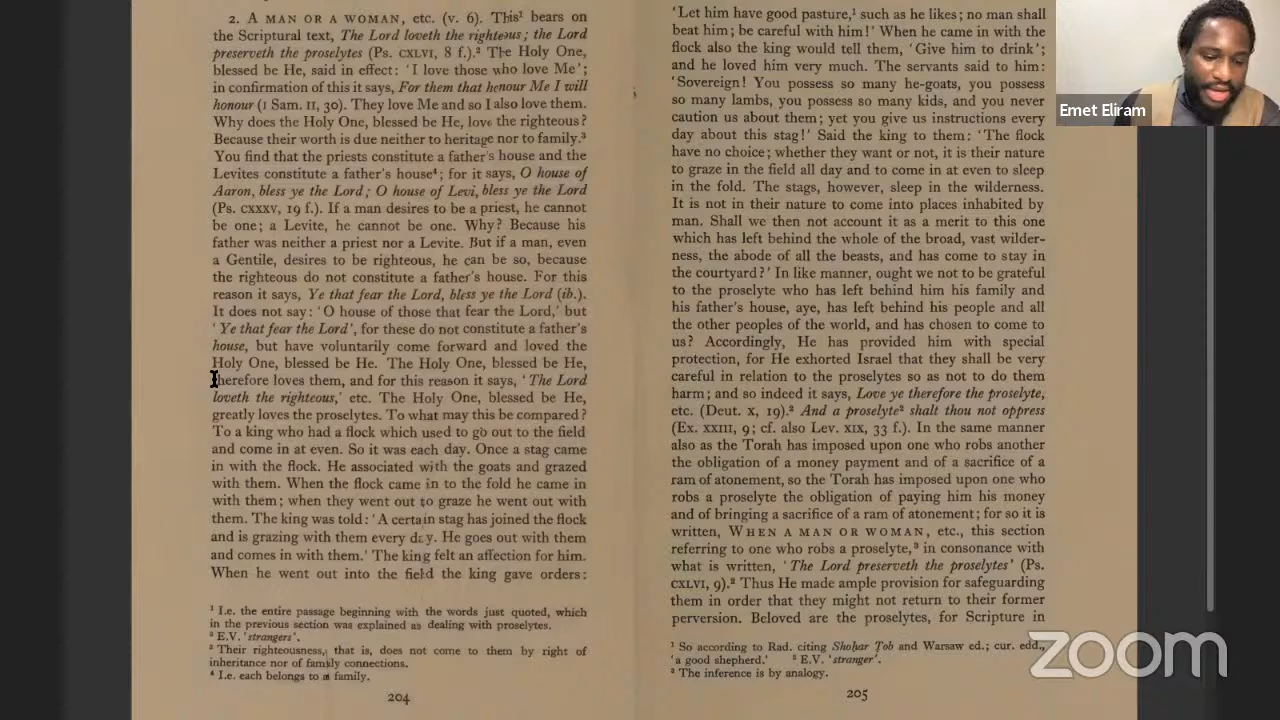 2. A MAN OR A WOMAN, etc. (v. 6). This¹ bears on
the Scriptural text, The Lord loveth the righteous; the Lord
preserveth the proselytes (Ps. CXLVI, 8 f.).² The Holy One,
blessed be He, said in effect: 'I love those who love Me';
in confirmation of this it says, For them that honour Me I will
honour (1 Sam. II, 30). They love Me and so I also love them.
Why does the Holy One, blessed be He, love the righteous?
Because their worth is due neither to heritage nor to family.³
You find that the priests constitute a father's house and the
Levites constitute a father's house⁴; for it says, O house of
Aaron, bless ye the Lord; O house of Levi, bless ye the Lord
(Ps. CXXXV, 19 f.). If a man desires to be a priest, he cannot
be one; a Levite, he cannot be one. Why? Because his
father was neither a priest nor a Levite. But if a man, even
a Gentile, desires to be righteous, he can be so, because
the righteous do not constitute a father's house. For this
reason it says, Ye that fear the Lord, bless ye the Lord (ib.).
It does not say: 'O house of those that fear the Lord,' but
'Ye that fear the Lord', for these do not constitute a father's
house, but have voluntarily come forward and loved the
Holy One, blessed be He. The Holy One, blessed be He,
therefore loves them, and for this reason it says, 'The Lord
loveth the righteous,' etc. The Holy One, blessed be He,
greatly loves the proselytes. To what may this be compared?
To a king who had a flock which used to go out to the field
and come in at even. So it was each day. Once a stag came
in with the flock. He associated with the goats and grazed
with them. When the flock came in to the fold he came in
with them; when they went out to graze he went out with
them. The king was told: 'A certain stag has joined the flock
and is grazing with them every day. He goes out with them
and comes in with them.' The king felt an affection for him.
When he went out into the field the king gave orders:
¹ I.e. the entire passage beginning with the words just quoted, which
in the previous section was explained as dealing with proselytes.
² E.V. 'strangers'.
³ Their righteousness, that is, does not come to them by right of
inheritance nor of family connections.
⁴ I.e. each belongs to a family.
204
'Let him have good pasture,¹ such as he likes; no man shall
beat him; be careful with him!' When he came in with the
flock also the king would tell them, 'Give him to drink';
and he loved him very much. The servants said to him:
'Sovereign! You possess so many he-goats, you possess
so many lambs, you possess so many kids, and you never
caution us about them; yet you give us instructions every
day about this stag!' Said the king to them: 'The flock
have no choice; whether they want or not, it is their nature
to graze in the field all day and to come in at even to sleep
in the fold. The stags, however, sleep in the wilderness.
It is not in their nature to come into places inhabited by
man. Shall we then not account it as a merit to this one
which has left behind the whole of the broad, vast wilder-
ness, the abode of all the beasts, and has come to stay in
the courtyard?' In like manner, ought we not to be grateful
to the proselyte who has left behind him his family and
his father's house, aye, has left behind his people and all
the other peoples of the world, and has chosen to come to
us? Accordingly, He has provided him with special
protection, for He exhorted Israel that they shall be very
careful in relation to the proselytes so as not to do them
harm; and so indeed it says, Love ye therefore the proselyte,
etc. (Deut. X, 19).² And a proselyte² shalt thou not oppress
(Ex. XXIII, 9; cf. also Lev. XIX, 33 f.). In the same manner
also as the Torah has imposed upon one who robs another
the obligation of a money payment and of a sacrifice of a
ram of atonement, so the Torah has imposed upon one who
robs a proselyte the obligation of paying him his money
and of bringing a sacrifice of a ram of atonement; for so it is
written, WHEN A MAN OR WOMAN, etc., this section
referring to one who robs a proselyte,³ in consonance with
what is written, 'The Lord preserveth the proselytes' (Ps.
CXLVI, 9).² Thus He made ample provision for safeguarding
them in order that they might not return to their former
perversion. Beloved are the proselytes, for Scripture in
¹ So according to Rad. citing Shoḥar Ṭob and Warsaw ed.; cur. edd.,
'a good shepherd.' ² E.V. 'stranger'.
³ The inference is by analogy.
205
Emet Eliram
zoom